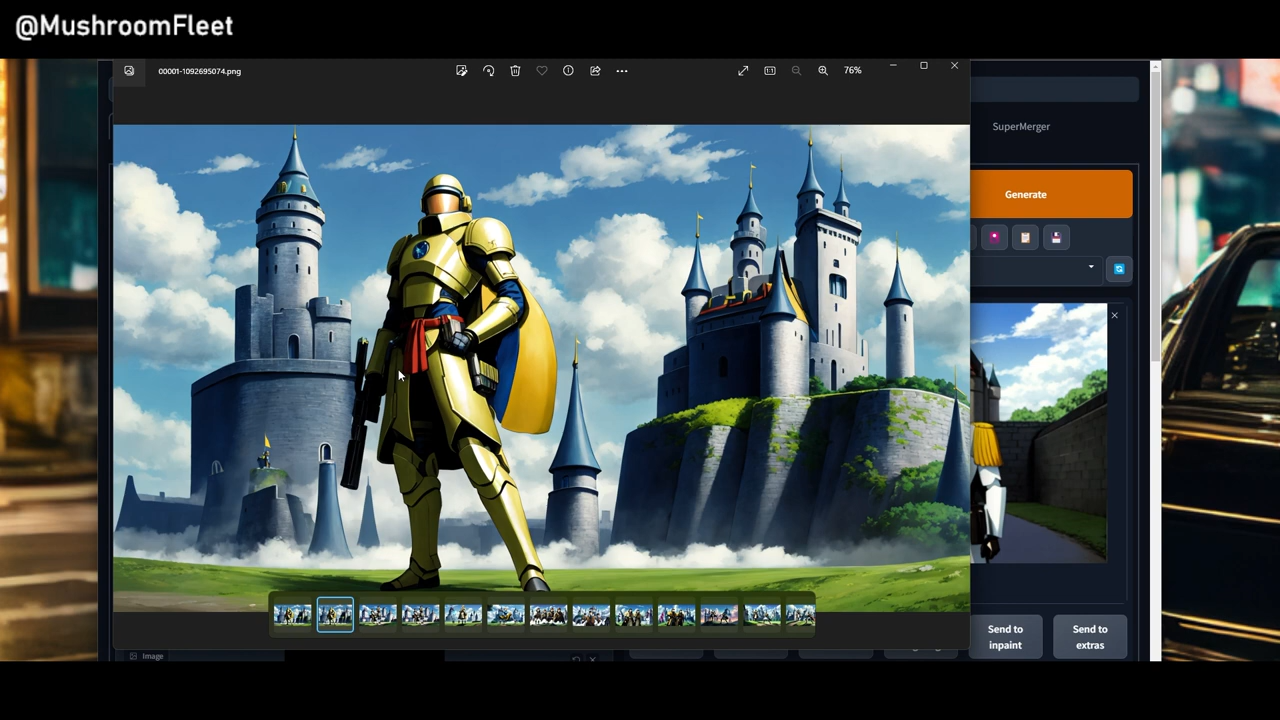 @MushroomFleet
00001-1092695074.png
76%
SuperMerger
Generate
Send to
inpaint
Send to
extras
Image